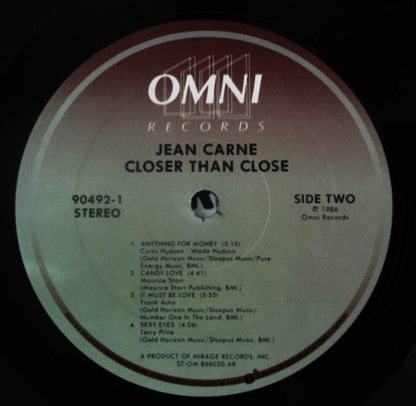 OMNI
RECORDS
JEAN CARNE
CLOSER THAN CLOSE
90492-1
STEREO
SIDE TWO
℗ 1986
Omni Records
1. ANYTHING FOR MONEY (5:15)
Curtis Hudson - Wade Hudson
(Gold Horizon Music/Sloopus Music/Pure
Energy Music, BMI.)
2. CANDY LOVE (4:41)
Maurice Starr
(Maurice Starr Publishing, BMI.)
3. IT MUST BE LOVE (5:55)
Frank Astin
(Gold Horizon Music/Sloopus Music/
Number One In The Land, BMI.)
4. SEXY EYES (4:06)
Terry Price
(Gold Horizon Music/Sloopus Music, BMI.)
A PRODUCT OF MIRAGE RECORDS, INC.
ST-OM-866020-AR